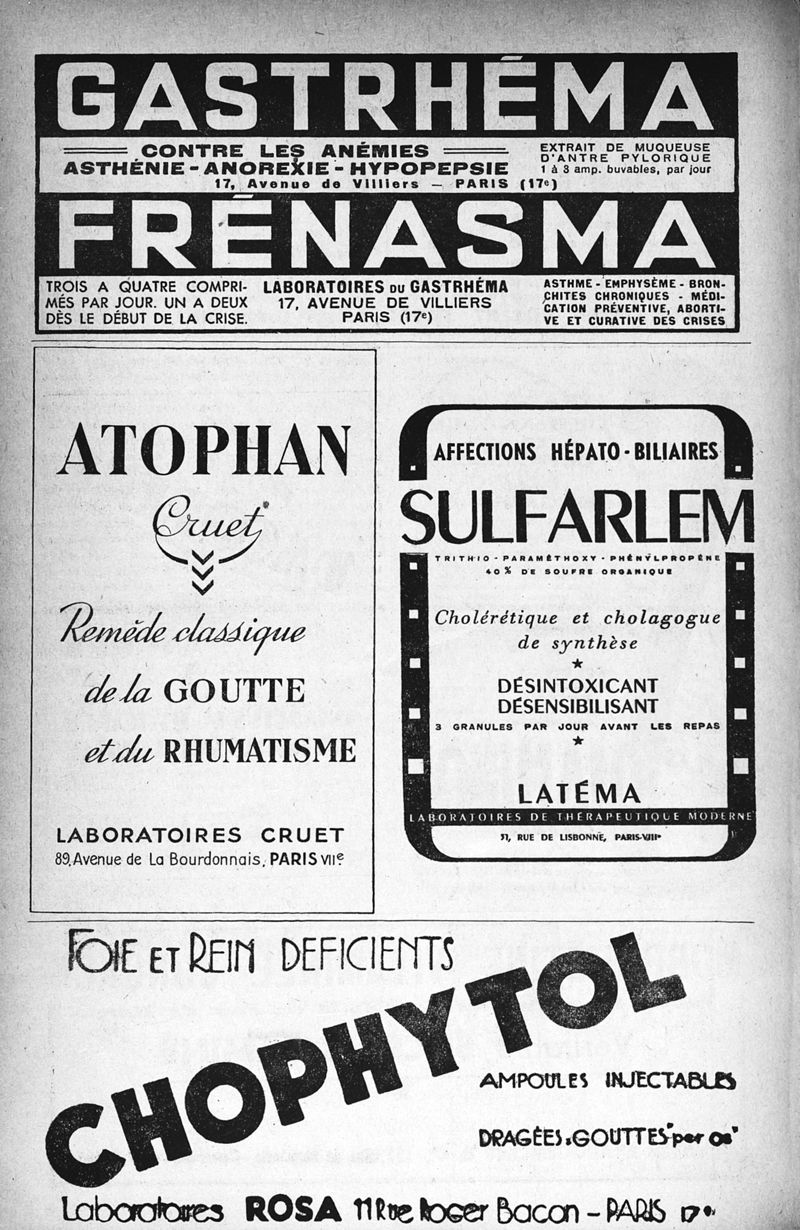 GASTRHÉMA
CONTRE LES ANÉMIES
ASTHÉNIE - ANOREXIE - HYPOPEPSIE
17, Avenue de Villiers — PARIS (17e)
EXTRAIT DE MUQUEUSE
D'ANTRE PYLORIQUE
1 à 3 amp. buvables, par jour
FRÉNASMA
TROIS A QUATRE COMPRI-
MÉS PAR JOUR. UN A DEUX
DÈS LE DÉBUT DE LA CRISE.
LABORATOIRES DU GASTRHÉMA
17, AVENUE DE VILLIERS
PARIS (17e)
ASTHME - EMPHYSÈME - BRON-
CHITES CHRONIQUES - MÉDI-
CATION PRÉVENTIVE, ABORTI-
VE ET CURATIVE DES CRISES
ATOPHAN
Cruet
Remède classique
de la GOUTTE
et du RHUMATISME
LABORATOIRES CRUET
89, Avenue de La Bourdonnais, PARIS VIIe
AFFECTIONS HÉPATO-BILIAIRES
SULFARLEM
TRITHIO-PARAMÉTHOXY-PHÉNYLPROPÈNE
40% DE SOUFRE ORGANIQUE
Cholérétique et cholagogue
de synthèse
DÉSINTOXICANT
DÉSENSIBILISANT
3 GRANULES PAR JOUR AVANT LES REPAS
LATÉMA
LABORATOIRES DE THÉRAPEUTIQUE MODERNE
RUE DE LISBONNE, PARIS-VIIIe
FOIE ET REIN DEFICIENTS
CHOPHYTOL
AMPOULES INJECTABLES
DRAGÉES & GOUTTES "per os"
Laboratoires ROSA 11 Rue Roger Bacon - PARIS 17e